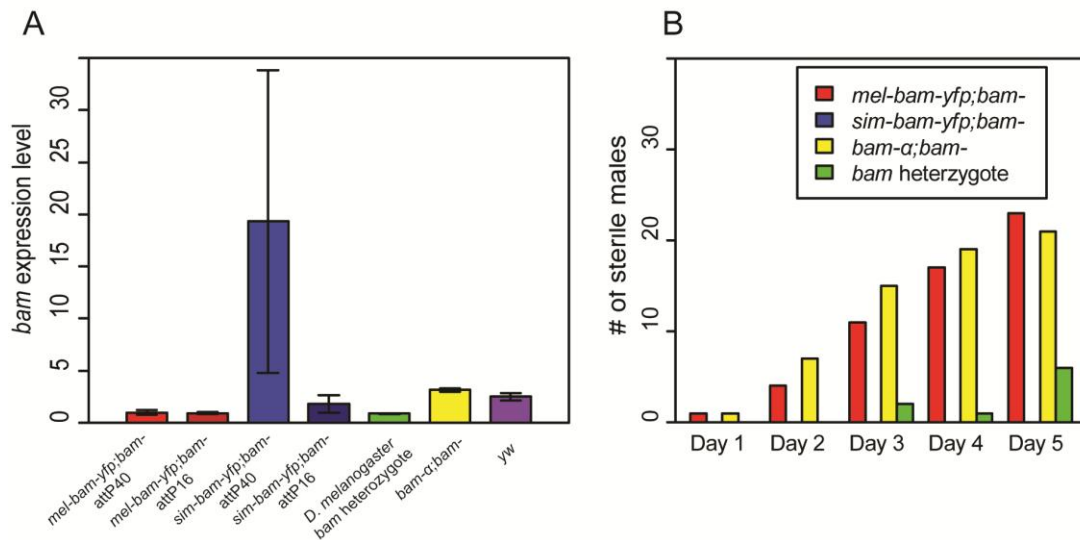 A
bam expression level
0
5
10
15
20
25
30
mel-bam-yfp;bam-
attP40
mel-bam-yfp;bam-
attP16
sim-bam-yfp;bam-
attP40
sim-bam-yfp;bam-
attP16
D. melanogaster
bam heterozygote
bam-α;bam-
yw
B
# of sterile males
0
10
20
30
mel-bam-yfp;bam-
sim-bam-yfp;bam-
bam-α;bam-
bam heterzygote
Day 1 Day 2 Day 3 Day 4 Day 5